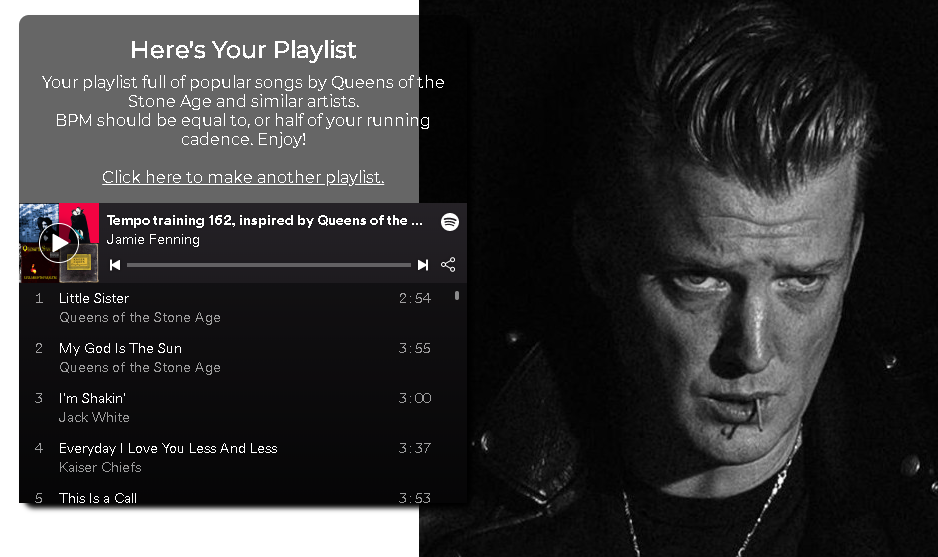 Here's Your Playlist
Your playlist full of popular songs by Queens of the
Stone Age and similar artists.
BPM should be equal to, or half of your running
cadence. Enjoy!
Click here to make another playlist.
Tempo training 162, inspired by Queens of the ...
Jamie Fenning
1 Little Sister 2:54
Queens of the Stone Age
2 My God Is The Sun 3:55
Queens of the Stone Age
3 I'm Shakin' 3:00
Jack White
4 Everyday I Love You Less And Less 3:37
Kaiser Chiefs
5 This Is a Call 3:53